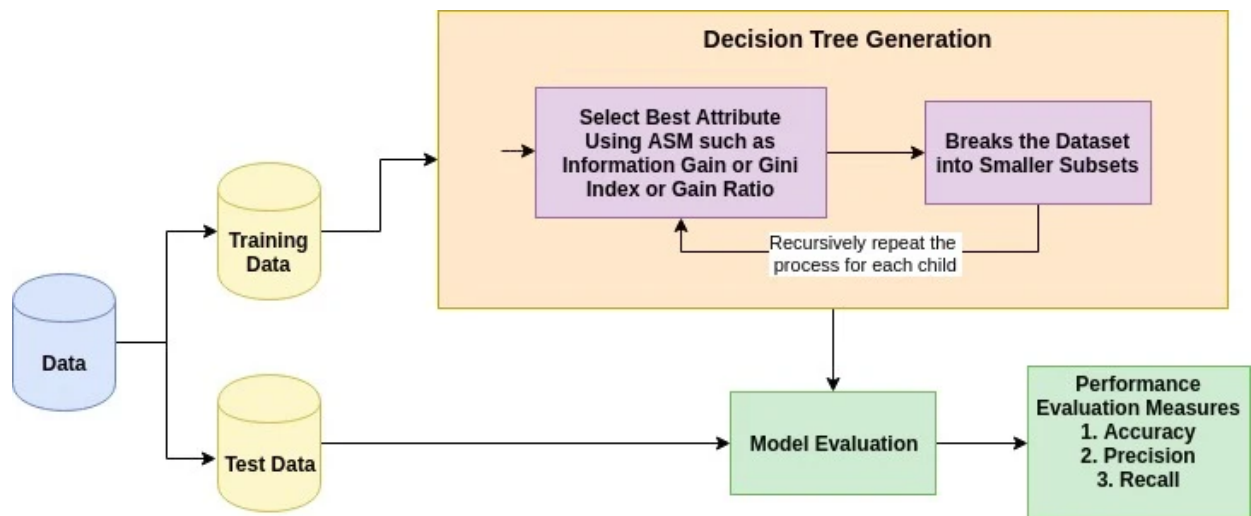 Decision Tree Generation
Select Best Attribute
Using ASM such as
Information Gain or Gini
Index or Gain Ratio
Breaks the Dataset
into Smaller Subsets
Recursively repeat the
process for each child
Training
Data
Data
Test Data
Model Evaluation
Performance
Evaluation Measures
1. Accuracy
2. Precision
3. Recall